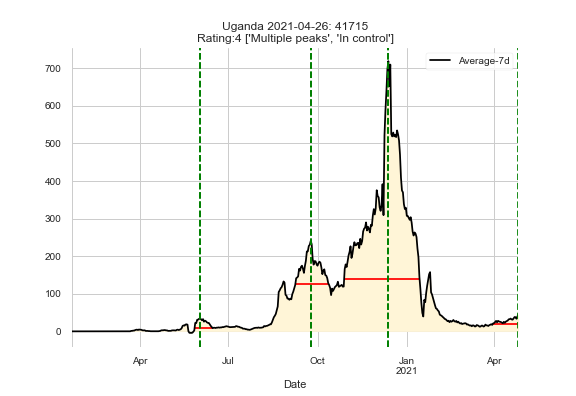 Uganda 2021-04-26: 41715
Rating:4 ['Multiple peaks', 'In control']
Average-7d
700
600
500
400
300
200
100
0
Apr
Jul
Oct
Jan
2021
Apr
Date